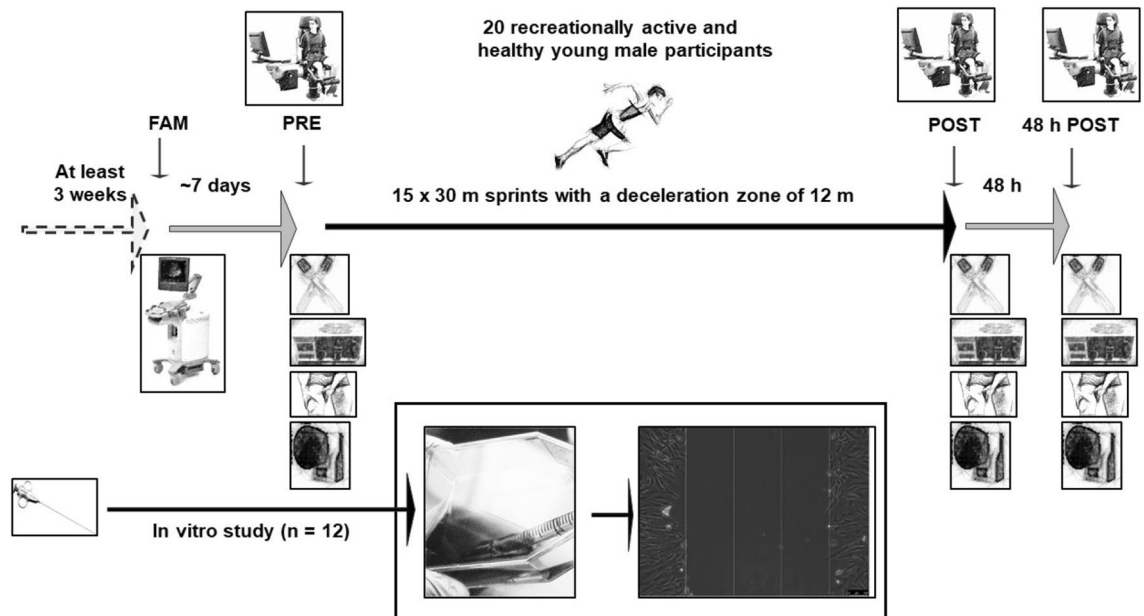 20 recreationally active and
healthy young male participants
FAM
PRE
POST
48 h POST
At least
3 weeks
~7 days
15 x 30 m sprints with a deceleration zone of 12 m
48 h
In vitro study (n = 12)